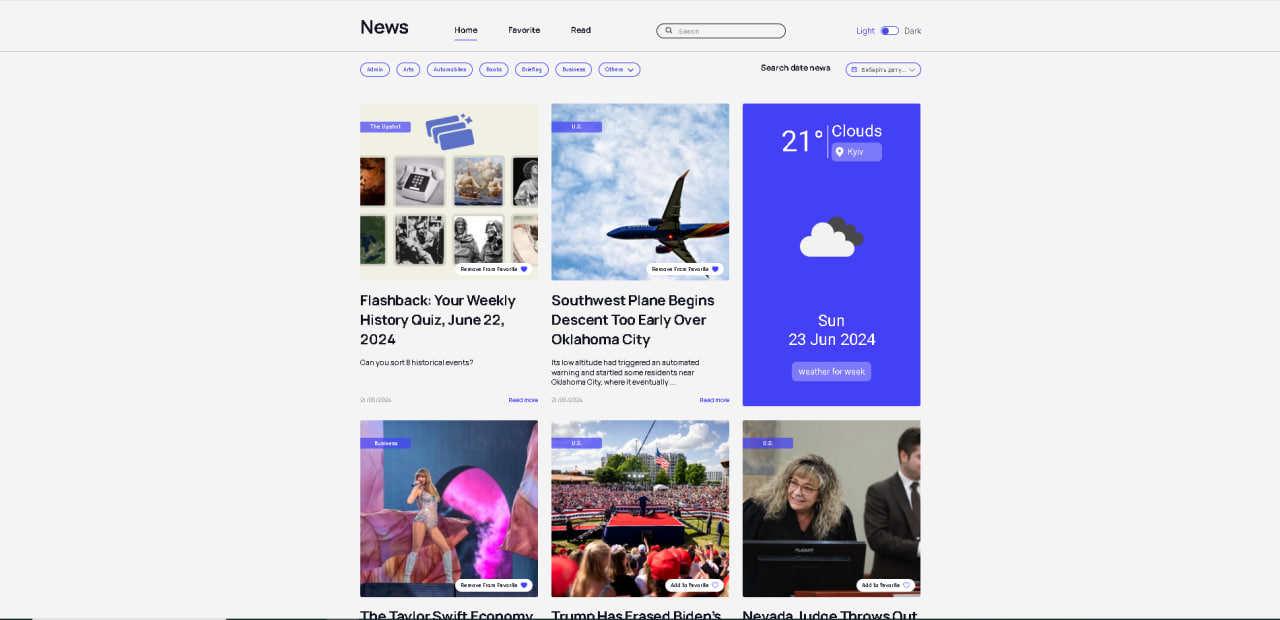 News
Home
Favorite
Read
Search
Light
Dark
Admin
Arts
Automobiles
Books
Briefing
Business
Others
Search date news
Виберіть дату...
The Upshot
Remove From Favorite
Flashback: Your Weekly
History Quiz, June 22,
2024
Can you sort 8 historical events?
21/06/2024
Read more
U.S.
Remove From Favorite
Southwest Plane Begins
Descent Too Early Over
Oklahoma City
Its low altitude had triggered an automated
warning and startled some residents near
Oklahoma City, where it eventually ...
21/06/2024
Read more
21°
Clouds
Kyiv
Sun
23 Jun 2024
weather for week
Business
Remove From Favorite
The Taylor Swift Economy
U.S.
Add to Favorite
Trump Has Erased Biden's
U.S.
Add to Favorite
Nevada Judge Throws Out